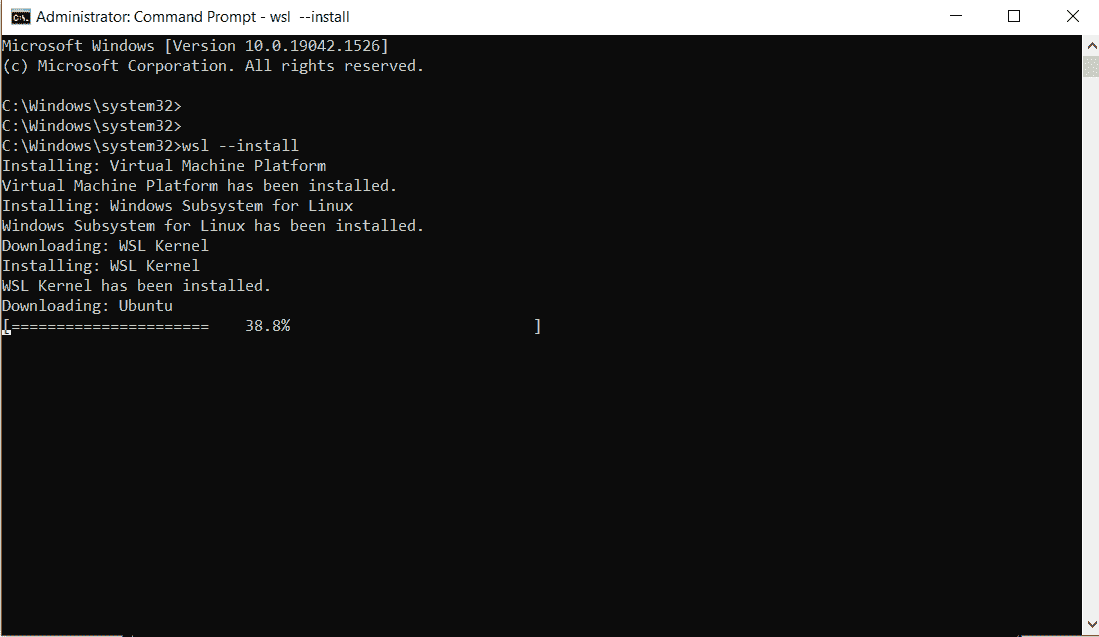 Administrator: Command Prompt - wsl  --install
Microsoft Windows [Version 10.0.19042.1526]
(c) Microsoft Corporation. All rights reserved.
C:\Windows\system32>
C:\Windows\system32>
C:\Windows\system32>wsl --install
Installing: Virtual Machine Platform
Virtual Machine Platform has been installed.
Installing: Windows Subsystem for Linux
Windows Subsystem for Linux has been installed.
Downloading: WSL Kernel
Installing: WSL Kernel
WSL Kernel has been installed.
Downloading: Ubuntu
[======================    38.8%                           ]